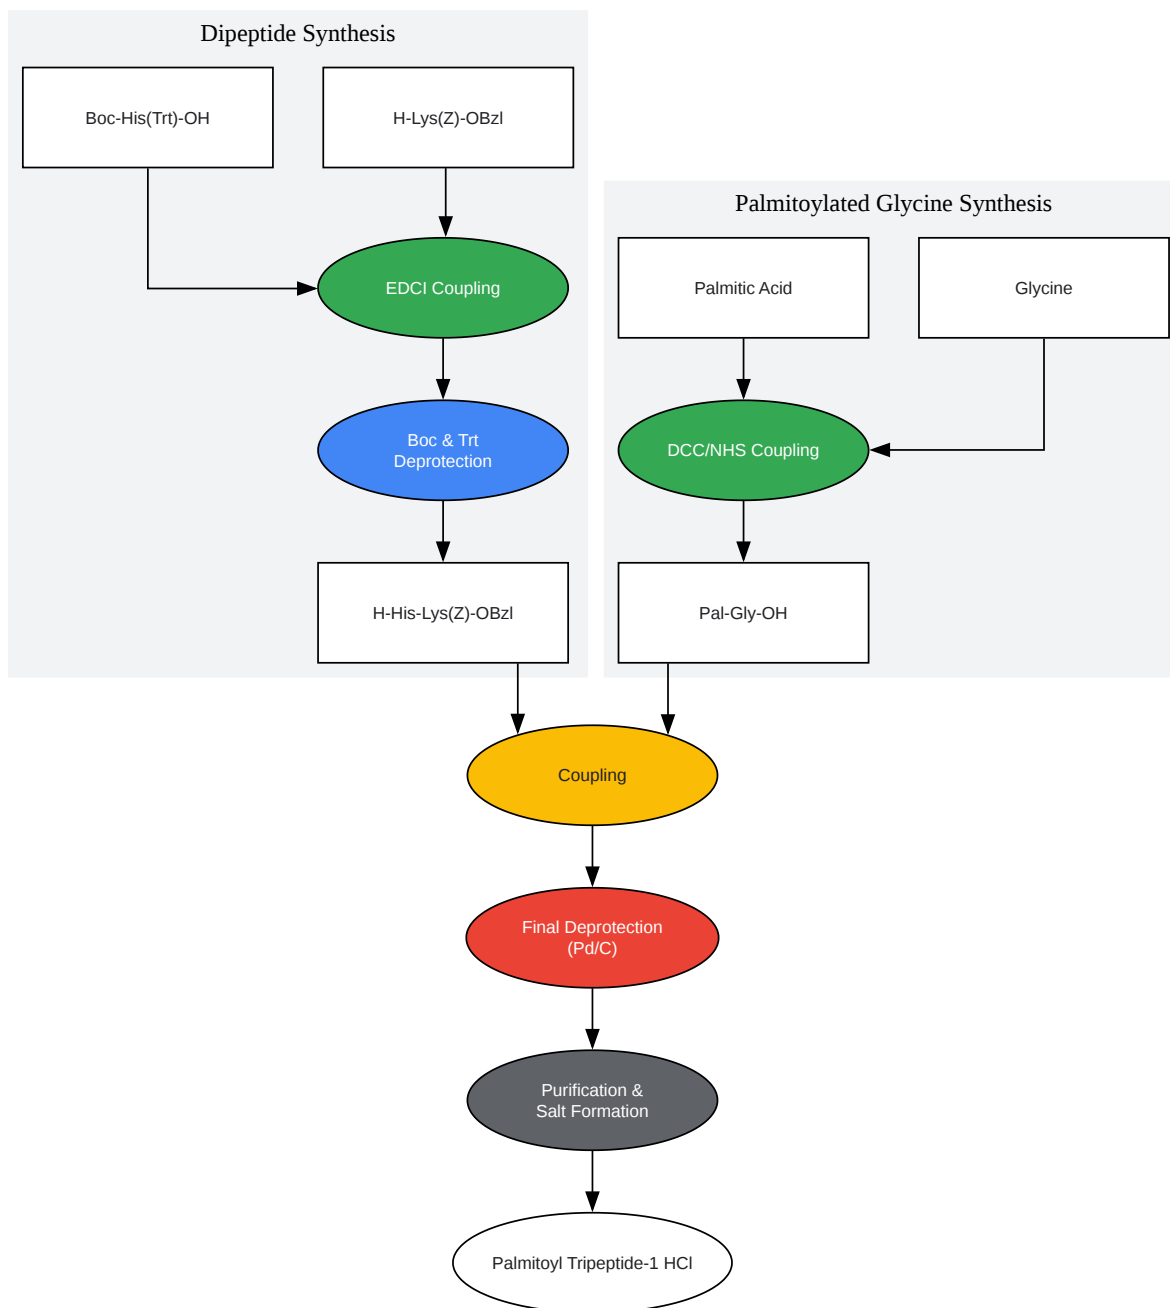 Dipeptide Synthesis
Boc-His(Trt)-OH
H-Lys(Z)-OBzl
EDCI Coupling
Boc & Trt
Deprotection
H-His-Lys(Z)-OBzl
Palmitoylated Glycine Synthesis
Palmitic Acid
Glycine
DCC/NHS Coupling
Pal-Gly-OH
Coupling
Final Deprotection
(Pd/C)
Purification &
Salt Formation
Palmitoyl Tripeptide-1 HCl